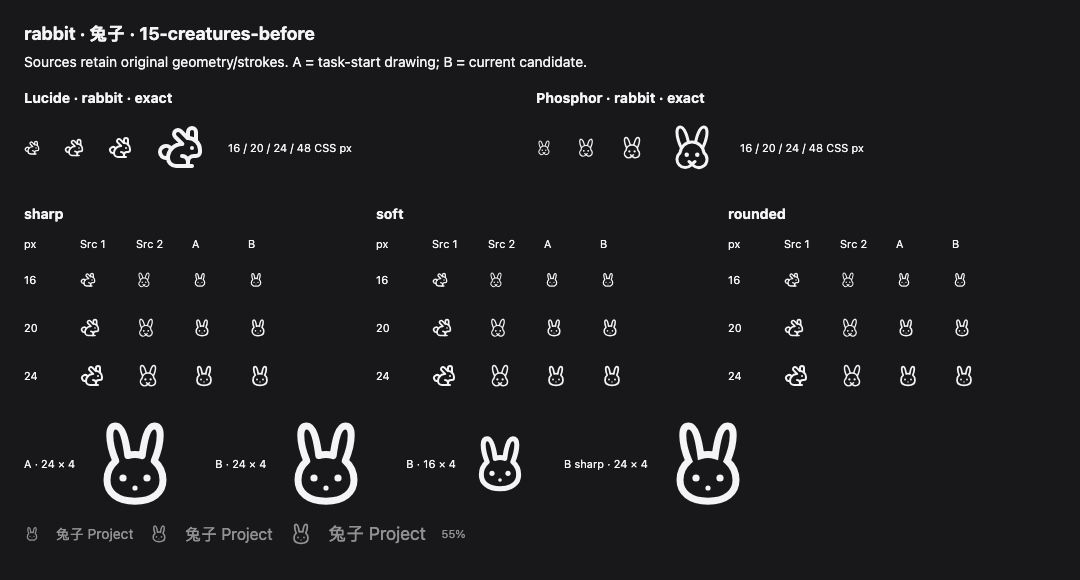 rabbit · 兔子 · 15-creatures-before
Sources retain original geometry/strokes. A = task-start drawing; B = current candidate.
Lucide · rabbit · exact
Phosphor · rabbit · exact
16 / 20 / 24 / 48 CSS px
16 / 20 / 24 / 48 CSS px
sharp
soft
rounded
px Src 1 Src 2 A B
px Src 1 Src 2 A B
px Src 1 Src 2 A B
16
16
16
20
20
20
24
24
24
A · 24 × 4
B · 24 × 4
B · 16 × 4
B sharp · 24 × 4
兔子 Project
兔子 Project
兔子 Project
55%